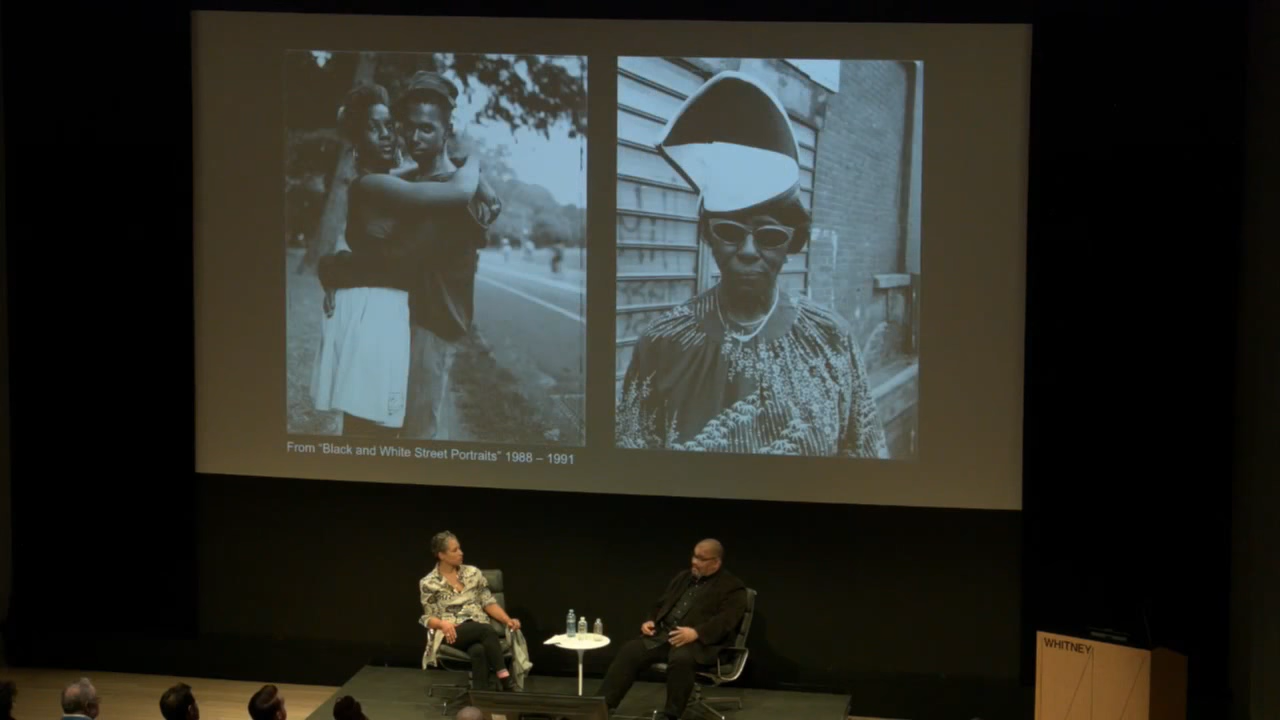 From “Black and White Street Portraits” 1988 – 1991
WHITNEY